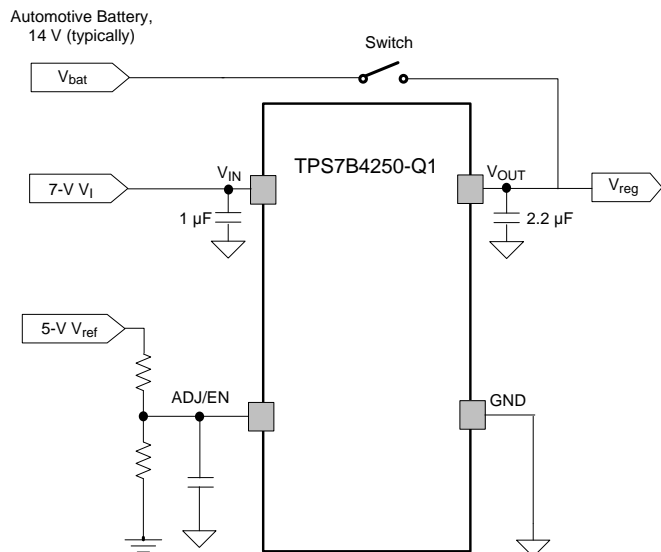 Automotive Battery,
14 V (typically)
Switch
Vbat
TPS7B4250-Q1
7-V VI
VIN
VOUT
Vreg
1 µF
2.2 µF
5-V Vref
ADJ/EN
GND